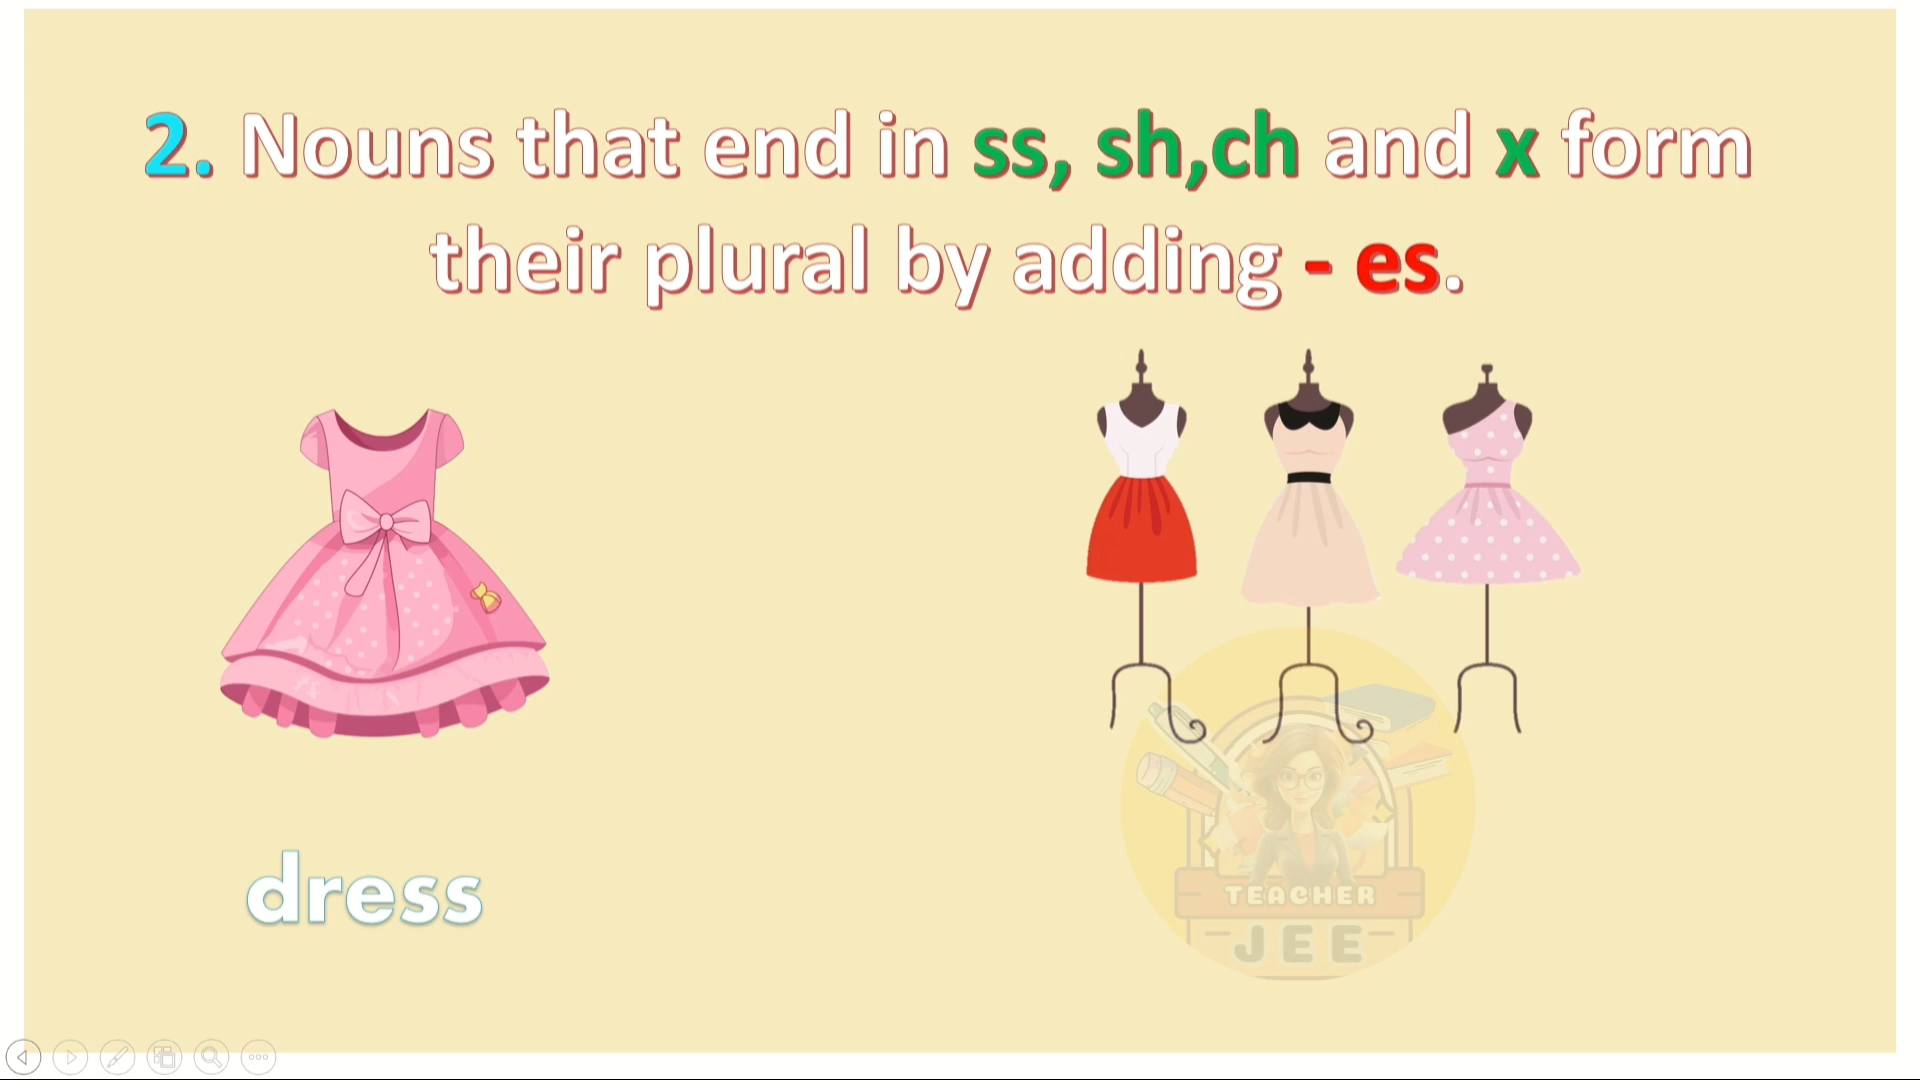 2. Nouns that end in ss, sh,ch and x form
their plural by adding - es.
dress
TEACHER
JEE